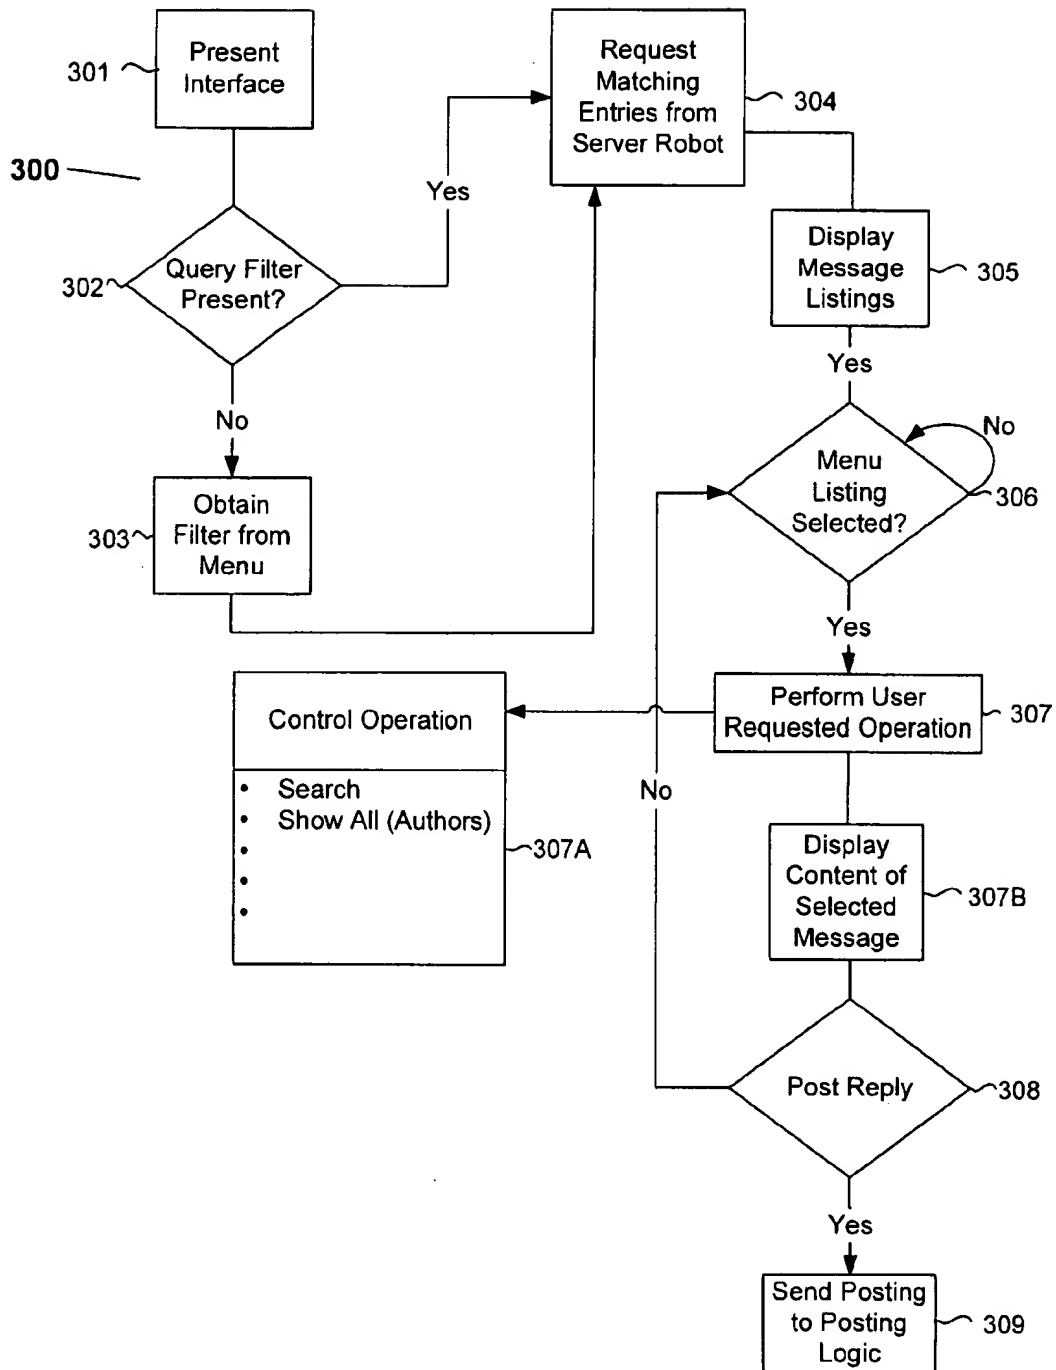 Present
Interface
301
300
Query Filter
Present?
302
Yes
No
Obtain
Filter from
Menu
303
Request
Matching
Entries from
Server Robot
304
Display
Message
Listings
305
Yes
Menu
Listing
Selected?
306
No
Yes
Perform User
Requested Operation
307
Control Operation
• Search
• Show All (Authors)
•
•
•
307A
No
Display
Content of
Selected
Message
307B
Post Reply
308
Yes
Send Posting
to Posting
Logic
309